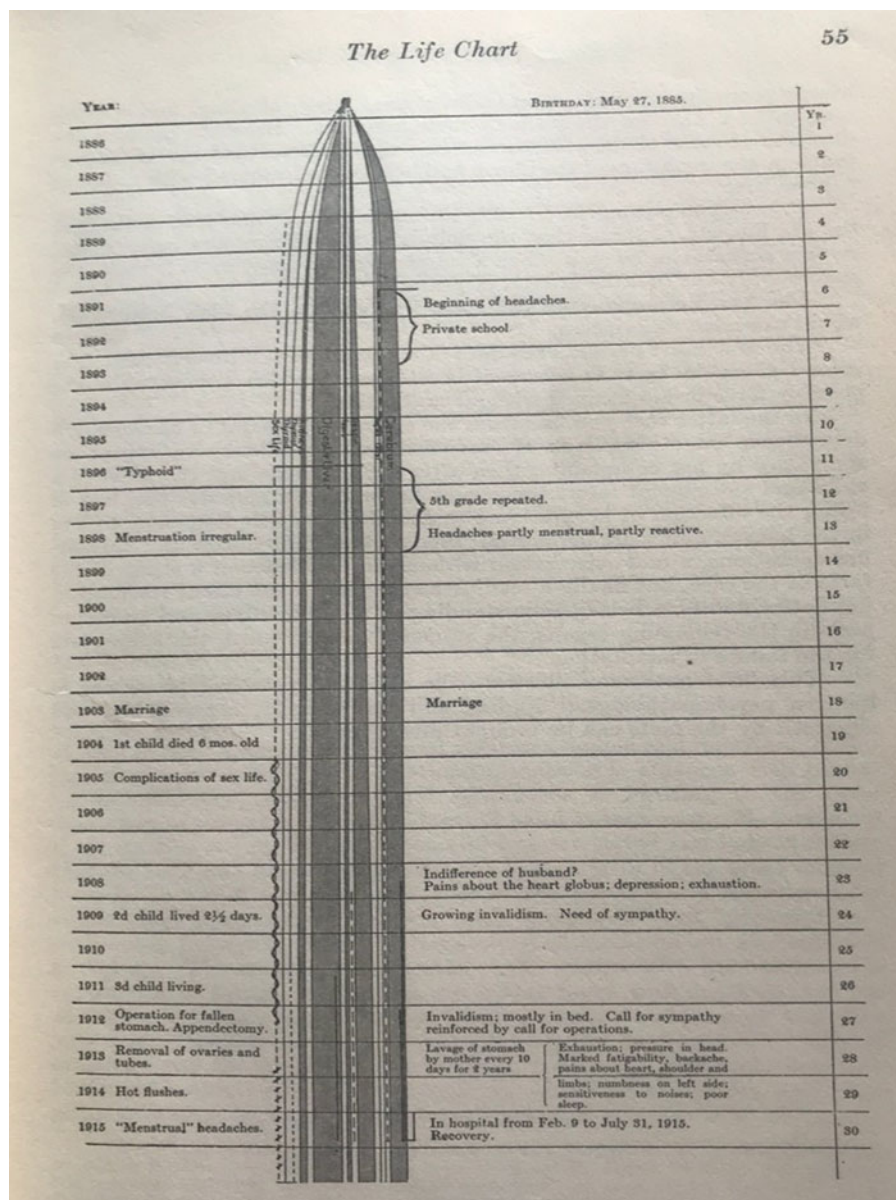 The Life Chart
55
YEAR:
BIRTHDAY: May 27, 1885.
YR.
1
1886
2
1887
3
1888
4
1889
5
1890
6
1891
Beginning of headaches.
7
1892
Private school
8
1893
9
1894
10
1895
Sex Life
Thyroid
Digestive
Cerebrum
11
1896 "Typhoid"
12
1897
5th grade repeated.
13
1898 Menstruation irregular.
Headaches partly menstrual, partly reactive.
14
1899
15
1900
16
1901
17
1902
18
1903 Marriage
Marriage
19
1904 1st child died 6 mos. old
20
1905 Complications of sex life.
21
1906
22
1907
23
1908
Indifference of husband?
Pains about the heart globus; depression; exhaustion.
24
1909 2d child lived 2½ days.
Growing invalidism. Need of sympathy.
25
1910
26
1911 3d child living.
27
1912 Operation for fallen
stomach. Appendectomy.
Invalidism; mostly in bed. Call for sympathy
reinforced by call for operations.
28
1913 Removal of ovaries and
tubes.
Lavage of stomach
by mother every 10
days for 2 years
Exhaustion; pressure in head.
Marked fatigability, backache,
pains about heart, shoulder and
limbs; numbness on left side;
sensitiveness to noises; poor
sleep.
29
1914 Hot flushes.
30
1915 "Menstrual" headaches.
In hospital from Feb. 9 to July 31, 1915.
Recovery.